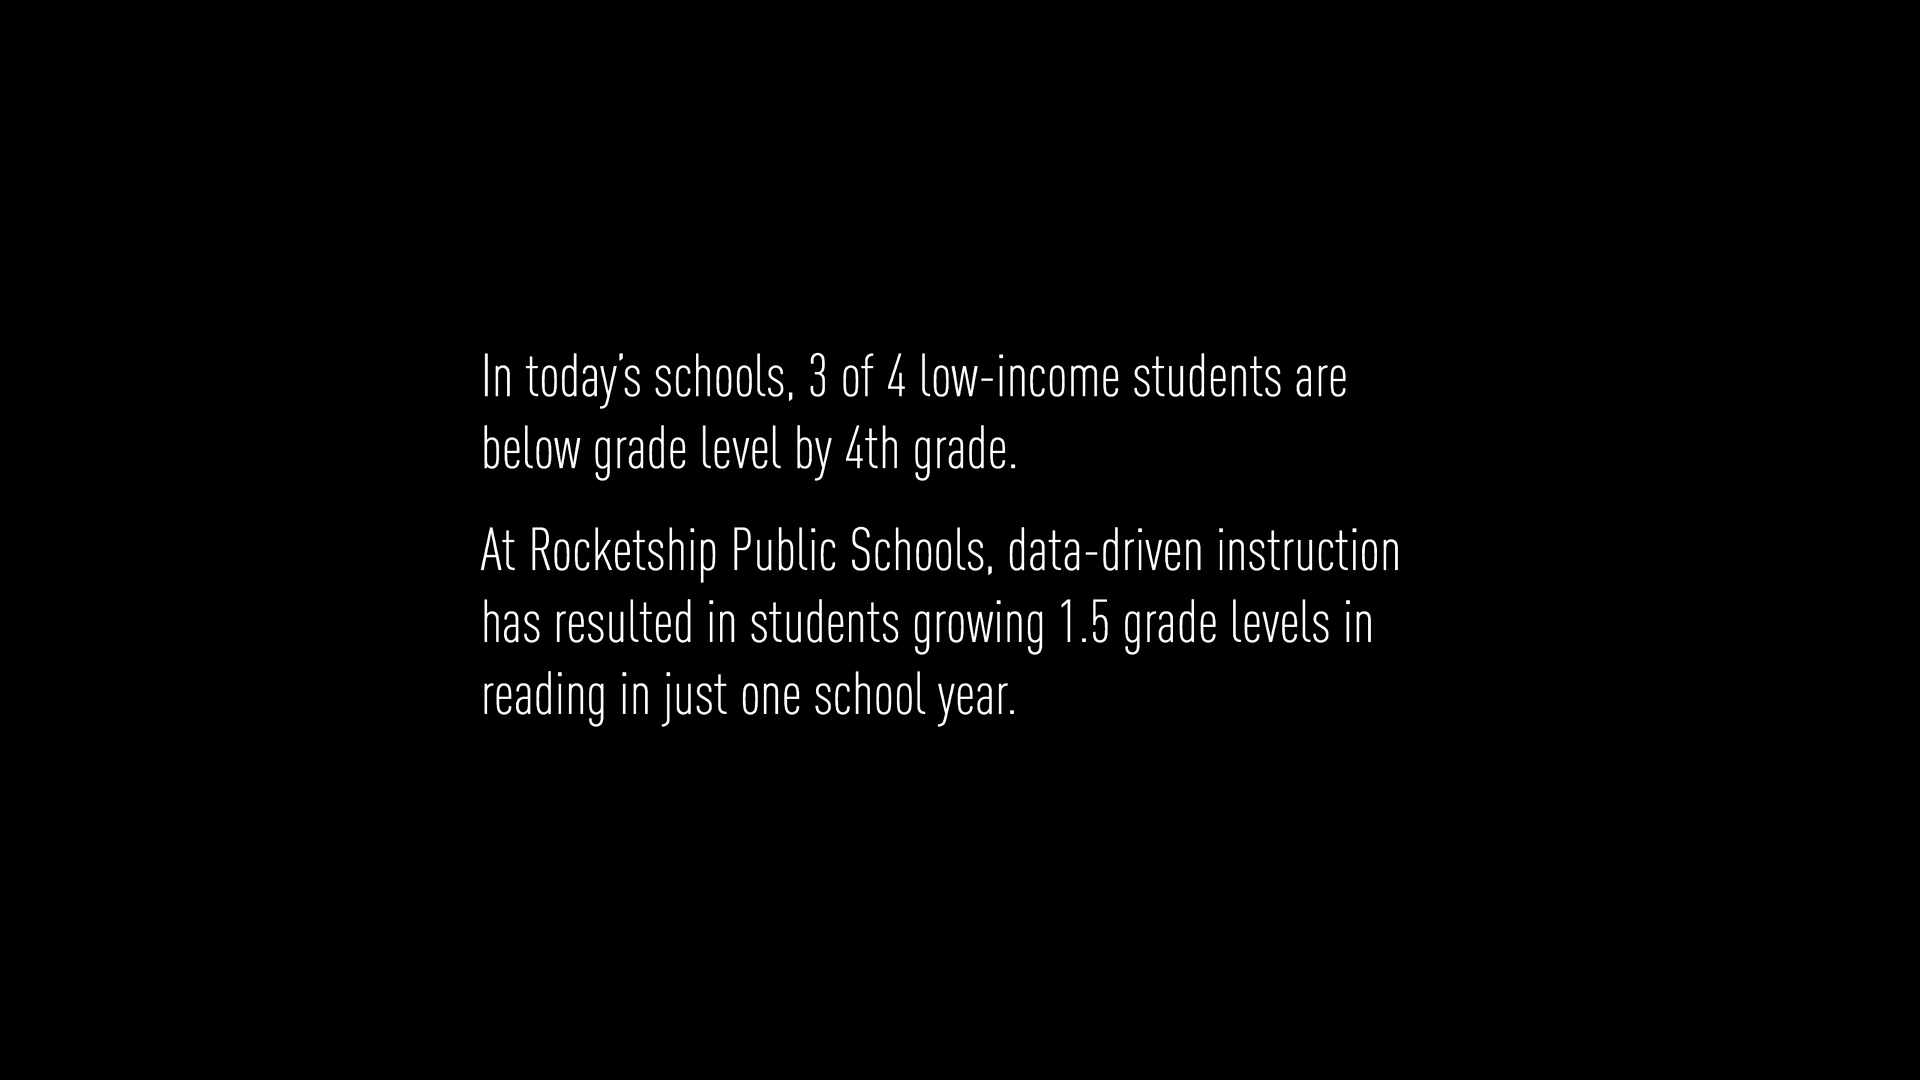 In today's schools, 3 of 4 low-income students are
below grade level by 4th grade.
At Rocketship Public Schools, data-driven instruction
has resulted in students growing 1.5 grade levels in
reading in just one school year.